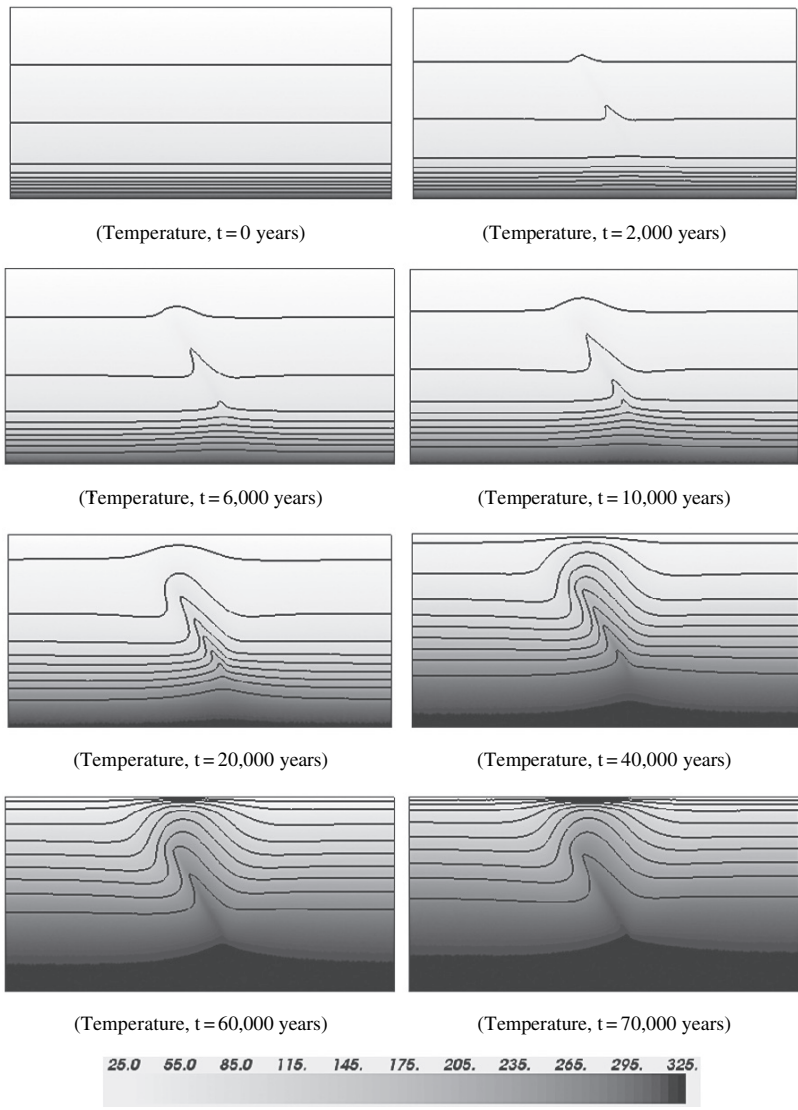 (Temperature, t = 0 years)
(Temperature, t = 2,000 years)
(Temperature, t = 6,000 years)
(Temperature, t = 10,000 years)
(Temperature, t = 20,000 years)
(Temperature, t = 40,000 years)
(Temperature, t = 60,000 years)
(Temperature, t = 70,000 years)
25.0 55.0 85.0 115. 145. 175. 205. 235. 265. 295. 325.